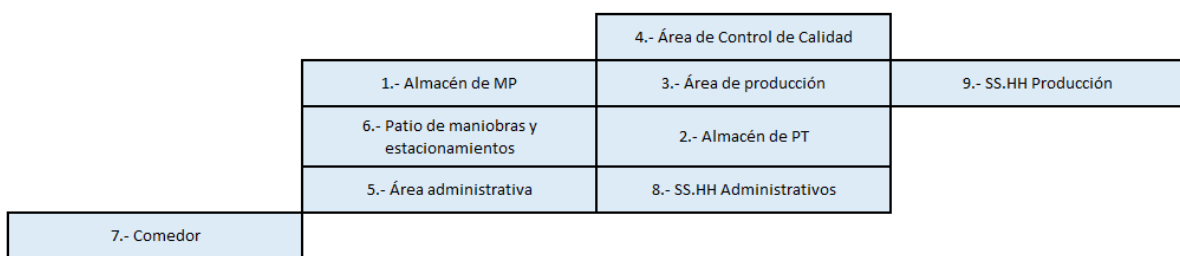 4.- Área de Control de Calidad
1.- Almacén de MP
3.- Área de producción
9.- SS.HH Producción
6.- Patio de maniobras y
estacionamientos
2.- Almacén de PT
5.- Área administrativa
8.- SS.HH Administrativos
7.- Comedor